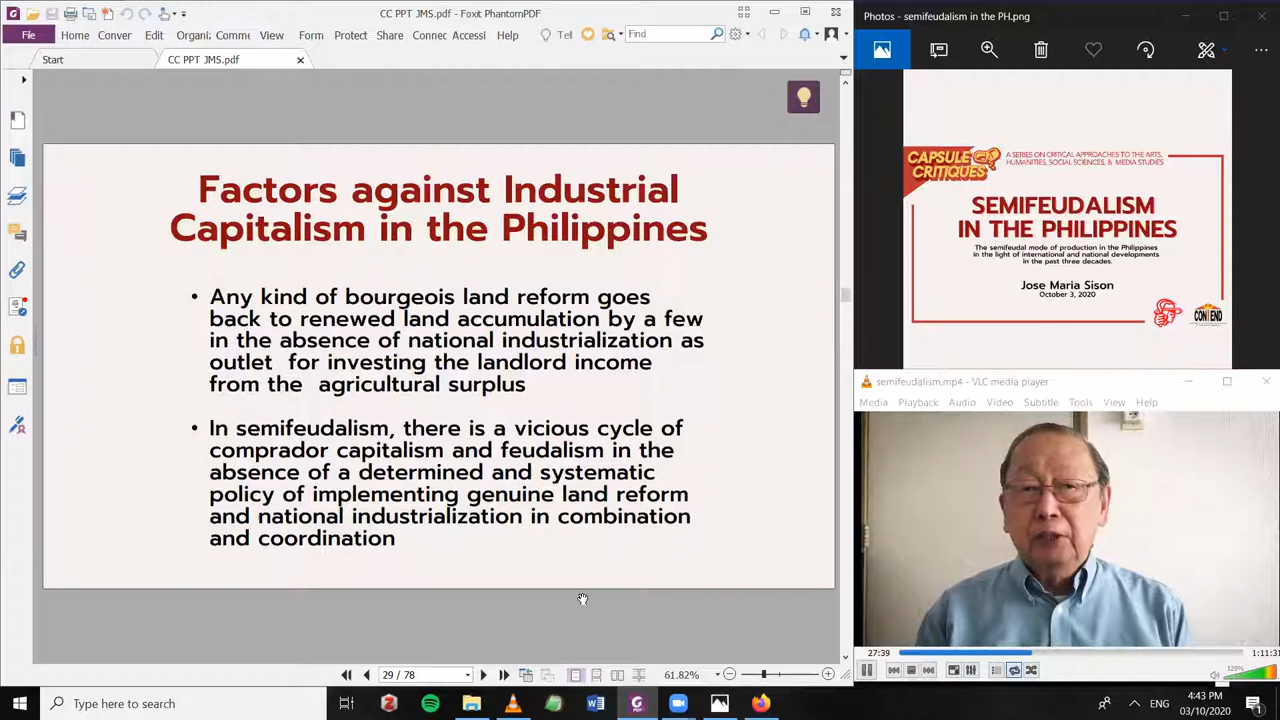 CC PPT JMS.pdf - Foxit PhantomPDF
File Home Conver Edit Organi Comme View Form Protect Share Connec Accessi Help Tell Find
Start CC PPT JMS.pdf
Factors against Industrial
Capitalism in the Philippines
• Any kind of bourgeois land reform goes
back to renewed land accumulation by a few
in the absence of national industrialization as
outlet for investing the landlord income
from the agricultural surplus
• In semifeudalism, there is a vicious cycle of
comprador capitalism and feudalism in the
absence of a determined and systematic
policy of implementing genuine land reform
and national industrialization in combination
and coordination
29 / 78
61.82%
Photos - semifeudalism in the PH.png
CAPSULE
CRITIQUES
A SERIES ON CRITICAL APPROACHES TO THE ARTS,
HUMANITIES, SOCIAL SCIENCES, & MEDIA STUDIES
SEMIFEUDALISM
IN THE PHILIPPINES
The semifeudal mode of production in the Philippines
in the light of international and national developments
in the past three decades.
Jose Maria Sison
October 3, 2020
CONTEND
semifeudalism.mp4 - VLC media player
Media Playback Audio Video Subtitle Tools View Help
27:39
1:11:3
125%
Type here to search
ENG
4:43 PM
03/10/2020